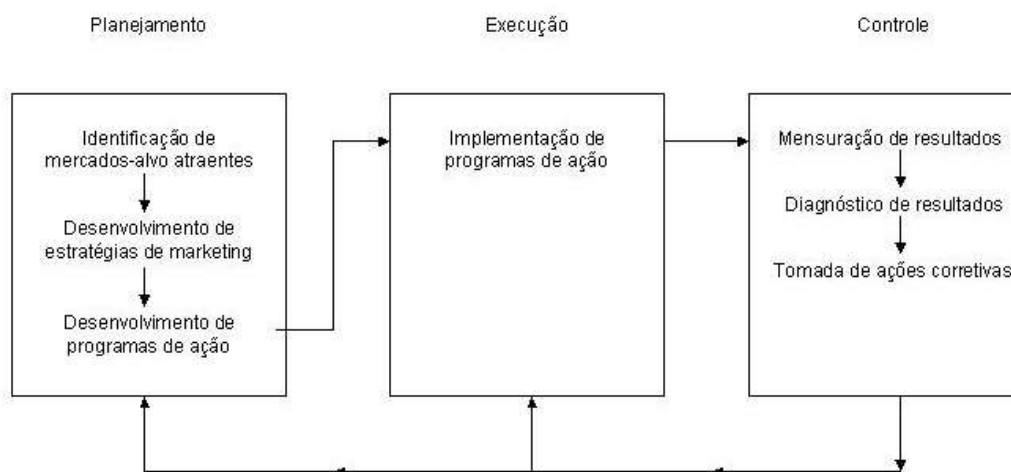 Planejamento
Execução
Controle
Identificação de
mercados-alvo atraentes
Desenvolvimento de
estratégias de marketing
Desenvolvimento de
programas de ação
Implementação de
programas de ação
Mensuração de resultados
Diagnóstico de resultados
Tomada de ações corretivas